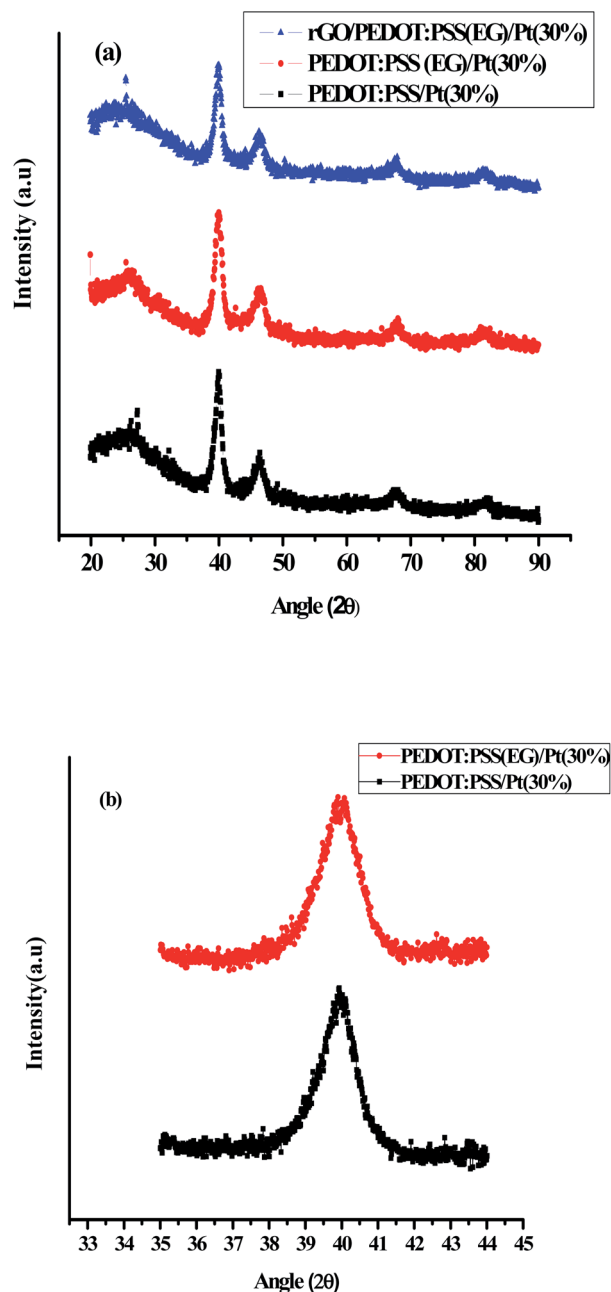 (a)
rGO/PEDOT:PSS(EG)/Pt(30%)
PEDOT:PSS (EG)/Pt(30%)
PEDOT:PSS/Pt(30%)
Intensity (a.u)
20 30 40 50 60 70 80 90
Angle (2θ)
(b)
PEDOT:PSS(EG)/Pt(30%)
PEDOT:PSS/Pt(30%)
Intensity(a.u)
33 34 35 36 37 38 39 40 41 42 43 44 45
Angle (2θ)